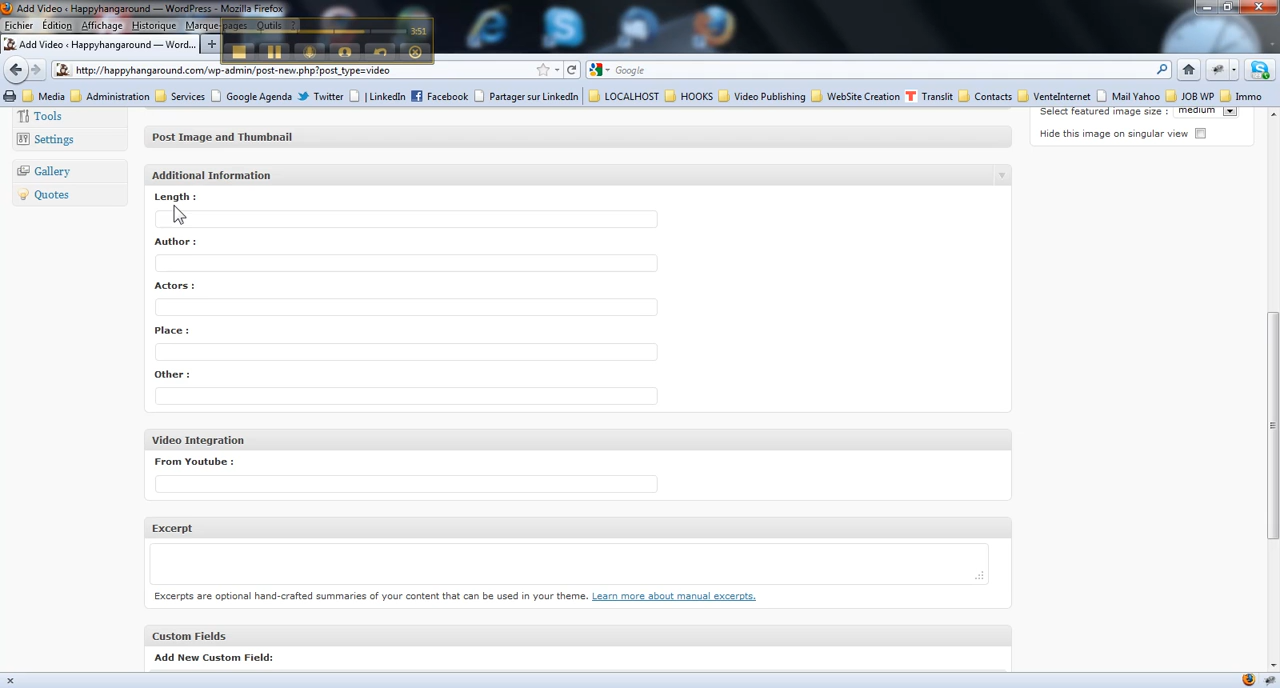 Add Video ‹ Happyhangaround — WordPress - Mozilla Firefox
Fichier Édition Affichage Historique Marque-pages Outils ?
3:51
Add Video ‹ Happyhangaround — Word... +
http://happyhangaround.com/wp-admin/post-new.php?post_type=video Google
Media Administration Services Google Agenda Twitter | LinkedIn Facebook Partager sur LinkedIn LOCALHOST HOOKS Video Publishing WebSite Creation Translit Contacts VenteInternet Mail Yahoo JOB WP Immo
Tools
Settings
Gallery
Quotes
Post Image and Thumbnail
Additional Information
Length :
Author :
Actors :
Place :
Other :
Video Integration
From Youtube :
Excerpt
Excerpts are optional hand-crafted summaries of your content that can be used in your theme. Learn more about manual excerpts.
Custom Fields
Add New Custom Field:
Select featured image size : medium
Hide this image on singular view